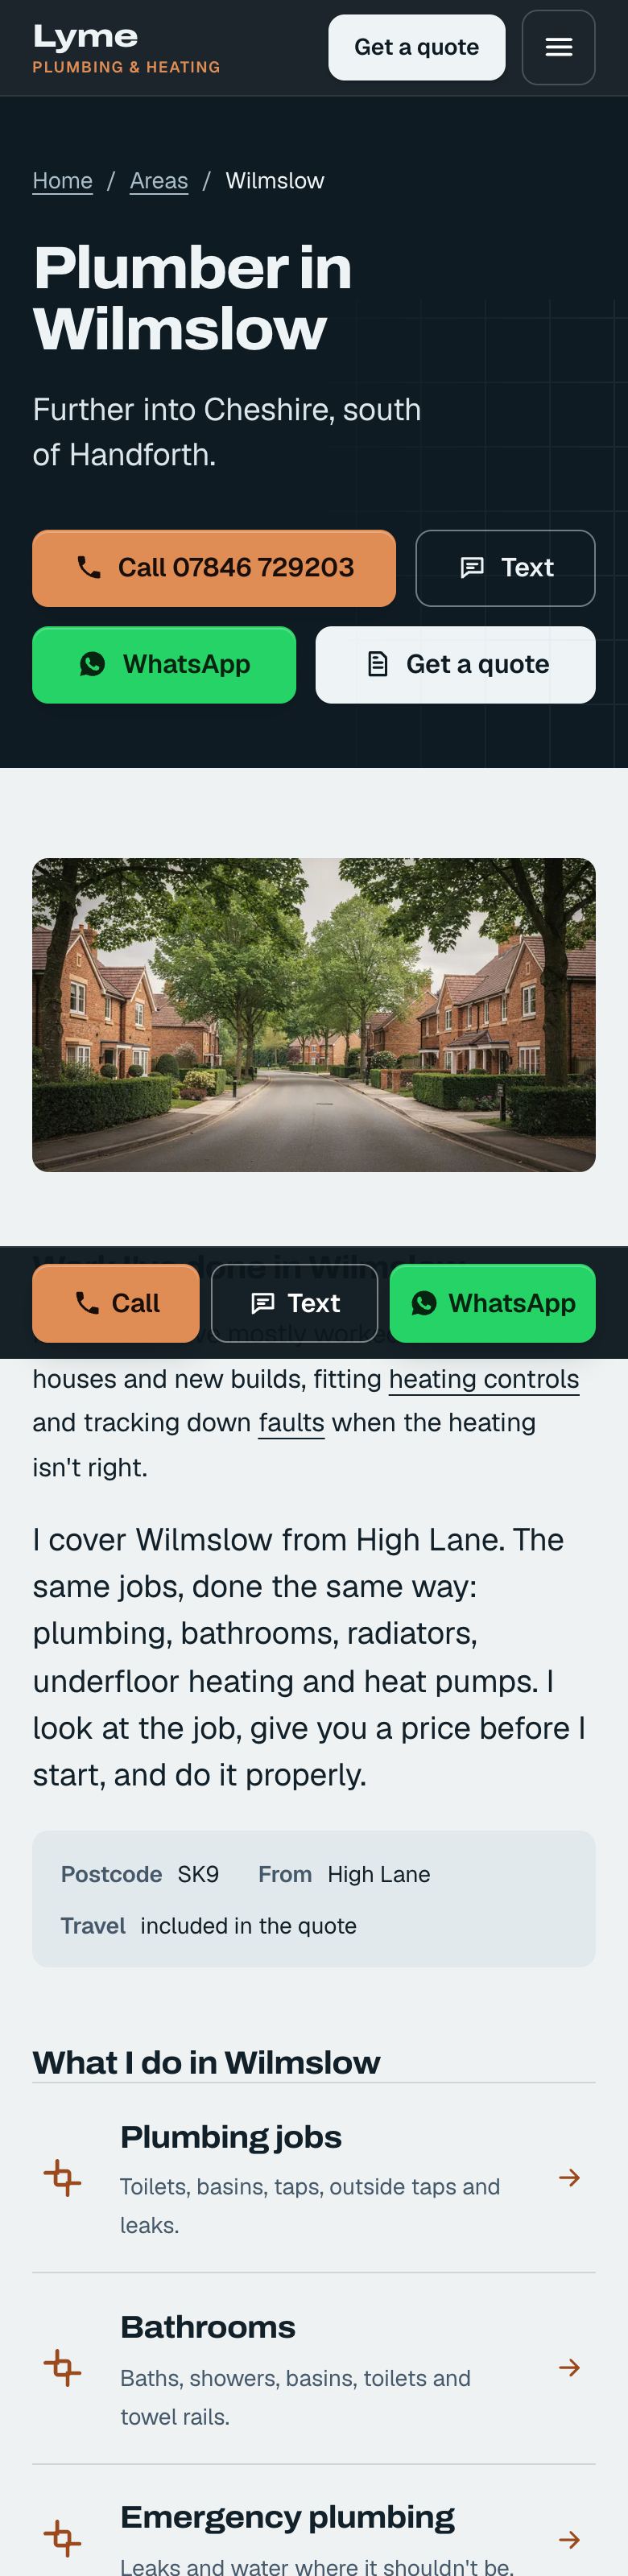 Lyme
PLUMBING & HEATING
Get a quote
Home / Areas / Wilmslow
Plumber in
Wilmslow
Further into Cheshire, south
of Handforth.
Call 07846 729203
Text
WhatsApp
Get a quote
done in Wilmslow
Call
Text
WhatsApp
mostly worked
houses and new builds, fitting heating controls
and tracking down faults when the heating
isn't right.
I cover Wilmslow from High Lane. The
same jobs, done the same way:
plumbing, bathrooms, radiators,
underfloor heating and heat pumps. I
look at the job, give you a price before I
start, and do it properly.
Postcode SK9 From High Lane
Travel included in the quote
What I do in Wilmslow
Plumbing jobs
Toilets, basins, taps, outside taps and
leaks.
Bathrooms
Baths, showers, basins, toilets and
towel rails.
Emergency plumbing
Leaks and water where it shouldn't be.